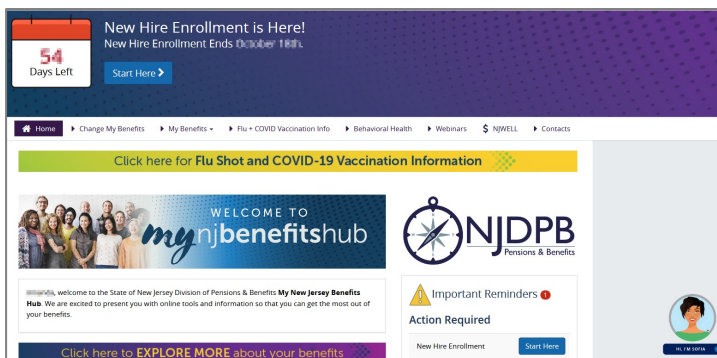 New Hire Enrollment is Here!
New Hire Enrollment Ends
Days Left
Start Here
Home Change My Benefits My Benefits Flu + COVID Vaccination Info Behavioral Health Webinars $ NJWELL Contacts
Click here for Flu Shot and COVID-19 Vaccination Information
WELCOME TO
mynjbenefitshub
NJDPB
Pensions & Benefits
, welcome to the State of New Jersey Division of Pensions & Benefits My New Jersey Benefits
Hub. We are excited to present you with online tools and information so that you can get the most out of
your benefits.
Important Reminders 1
Action Required
New Hire Enrollment Start Here
Click here to EXPLORE MORE about your benefits
HI, I'M SOFIA